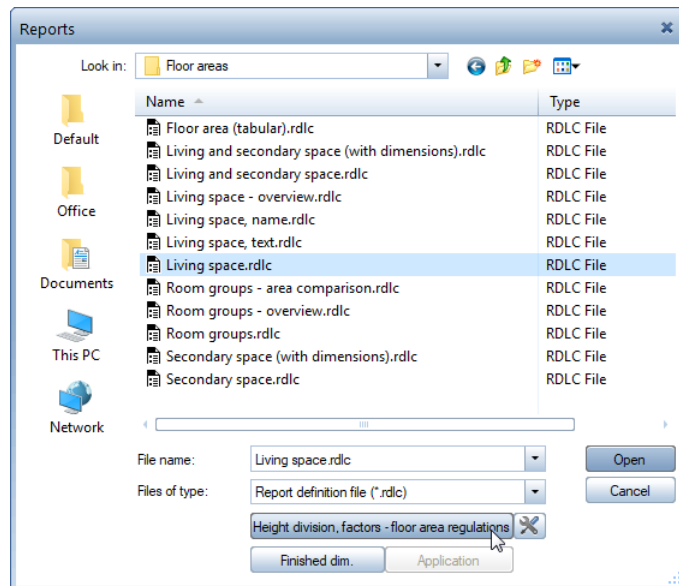 Reports
Look in: Floor areas
Name Type
Floor area (tabular).rdlc RDLC File
Living and secondary space (with dimensions).rdlc RDLC File
Living and secondary space.rdlc RDLC File
Living space - overview.rdlc RDLC File
Living space, name.rdlc RDLC File
Living space, text.rdlc RDLC File
Living space.rdlc RDLC File
Room groups - area comparison.rdlc RDLC File
Room groups - overview.rdlc RDLC File
Room groups.rdlc RDLC File
Secondary space (with dimensions).rdlc RDLC File
Secondary space.rdlc RDLC File
Default
Office
Documents
This PC
Network
File name: Living space.rdlc Open
Files of type: Report definition file (*.rdlc) Cancel
Height division, factors - floor area regulations
Finished dim. Application